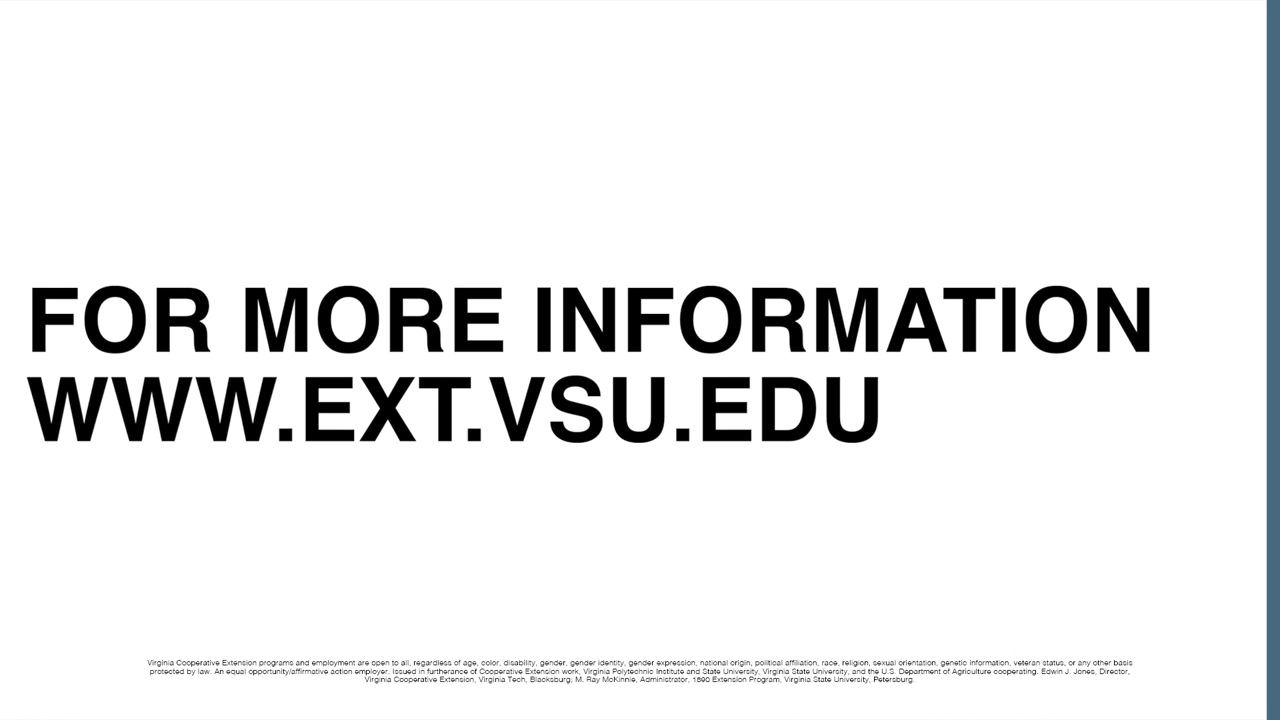 FOR MORE INFORMATION
WWW.EXT.VSU.EDU
Virginia Cooperative Extension programs and employment are open to all, regardless of age, color, disability, gender, gender identity, gender expression, national origin, political affiliation, race, religion, sexual orientation, genetic information, veteran status, or any other basis
protected by law. An equal opportunity/affirmative action employer. Issued in furtherance of Cooperative Extension work, Virginia Polytechnic Institute and State University, Virginia State University, and the U.S. Department of Agriculture cooperating. Edwin J. Jones, Director,
Virginia Cooperative Extension, Virginia Tech, Blacksburg; M. Ray McKinnie, Administrator, 1890 Extension Program, Virginia State University, Petersburg.